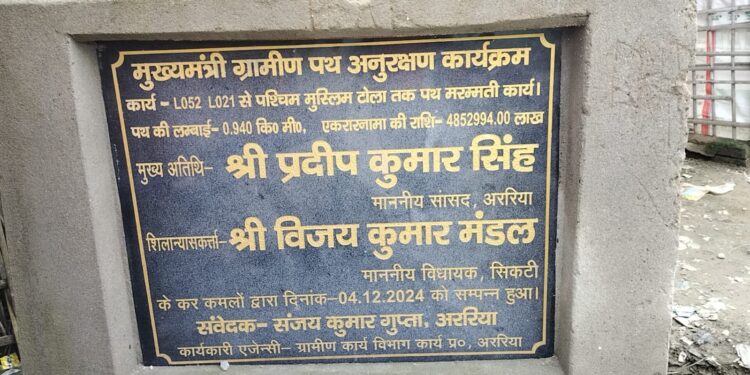 मुख्यमंत्री ग्रामीण पथ अनुरक्षण कार्यक्रम
कार्य - L052 L021 से पश्चिम मुस्लिम टोला तक पथ मरम्मती कार्य।
पथ की लम्बाई- 0.940 कि0 मी0, एकरारनामा की राशि- 4852994.00 लाख
मुख्य अतिथि- श्री प्रदीप कुमार सिंह
माननीय सांसद, अररिया
शिलान्यासकर्त्ता- श्री विजय कुमार मंडल
माननीय विधायक, सिकटी
के कर कमलों द्वारा दिनांक-04.12.2024 को सम्पन्न हुआ।
संवेदक- संजय कुमार गुप्ता, अररिया
कार्यकारी एजेन्सी- ग्रामीण कार्य विभाग कार्य प्र०, अररिया